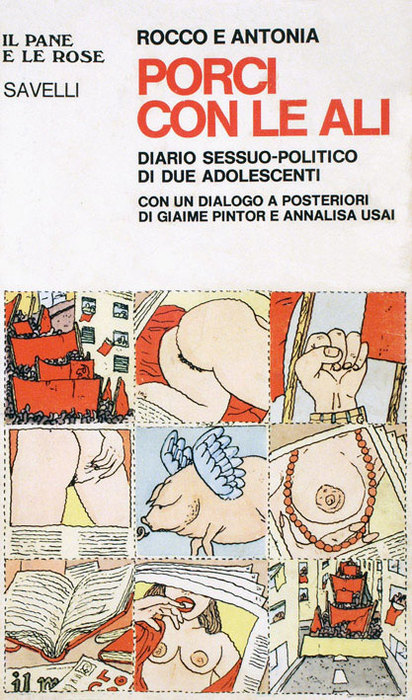 IL PANE
E LE ROSE
SAVELLI
ROCCO E ANTONIA
PORCI
CON LE ALI
DIARIO SESSUO-POLITICO
DI DUE ADOLESCENTI
CON UN DIALOGO A POSTERIORI
DI GIAIME PINTOR E ANNALISA USAI
il m